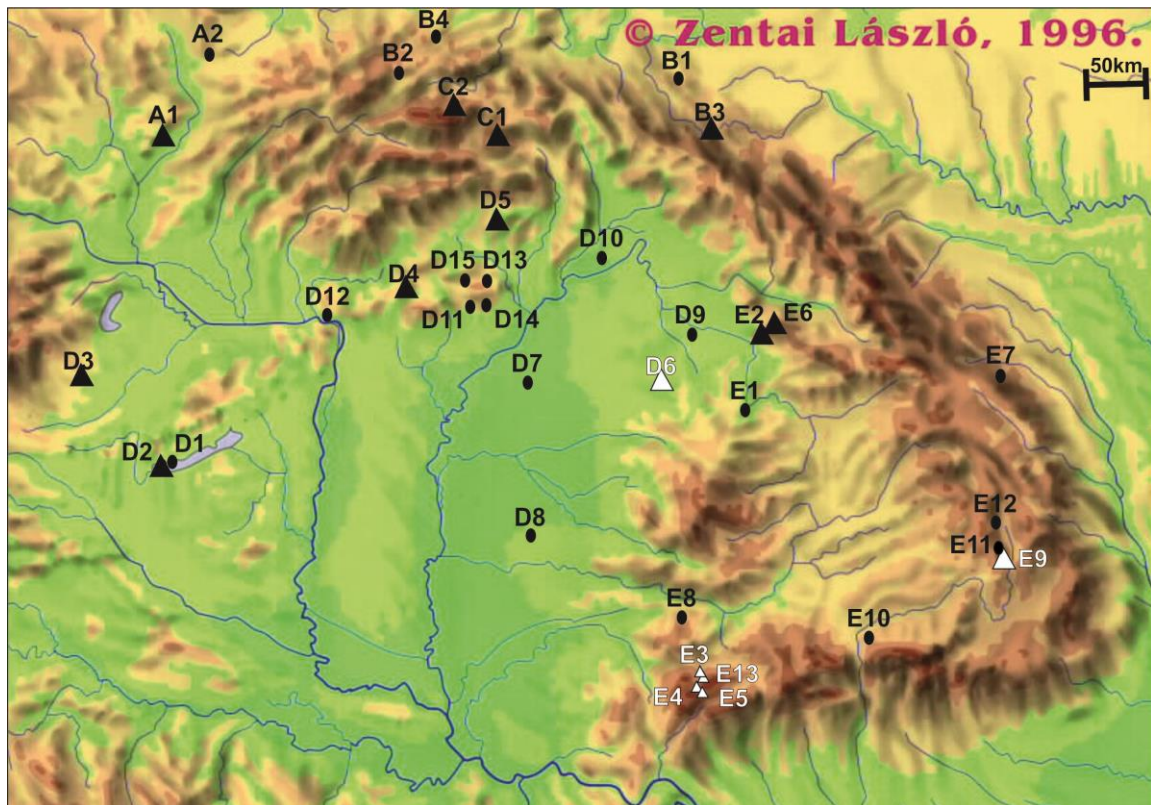 © Zentai László, 1996.
B4
A2
B2
B1
50km
C2
A1
C1
B3
D5
D10
D15 D13
D4
D12
D11 D14
D9 E2 E6
D3
D7
D6
E7
E1
D2 D1
D8
E12
E11
E9
E8
E10
E3
E13
E4 E5